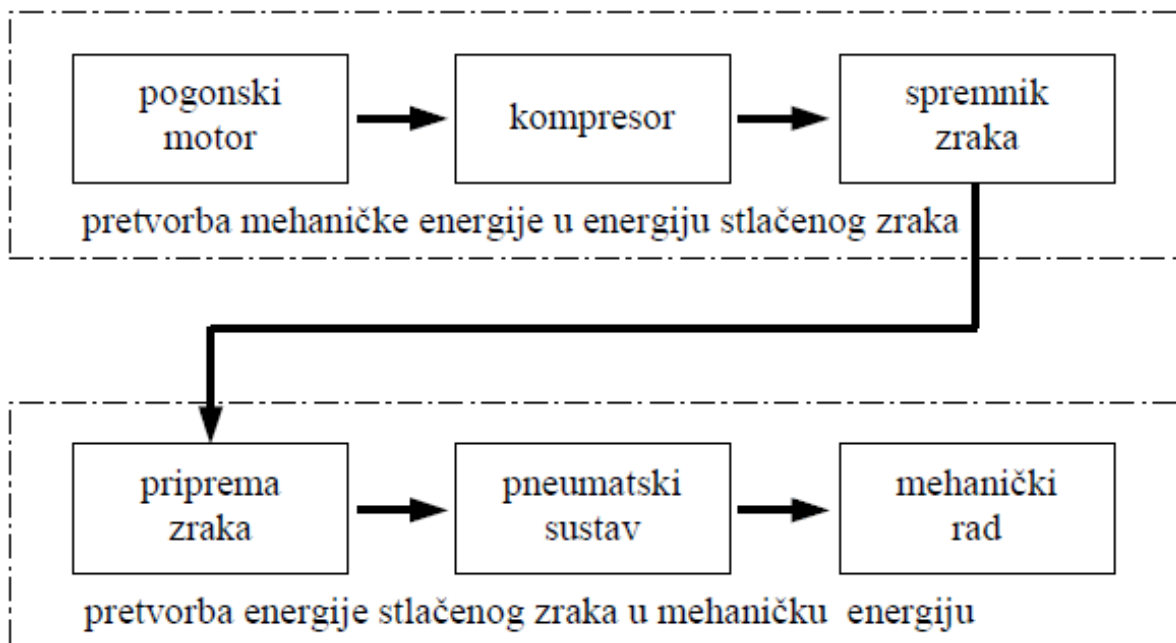 pogonski
motor
kompresor
spremnik
zraka
pretvorba mehaničke energije u energiju stlačenog zraka
priprema
zraka
pneumatski
sustav
mehanički
rad
pretvorba energije stlačenog zraka u mehaničku energiju